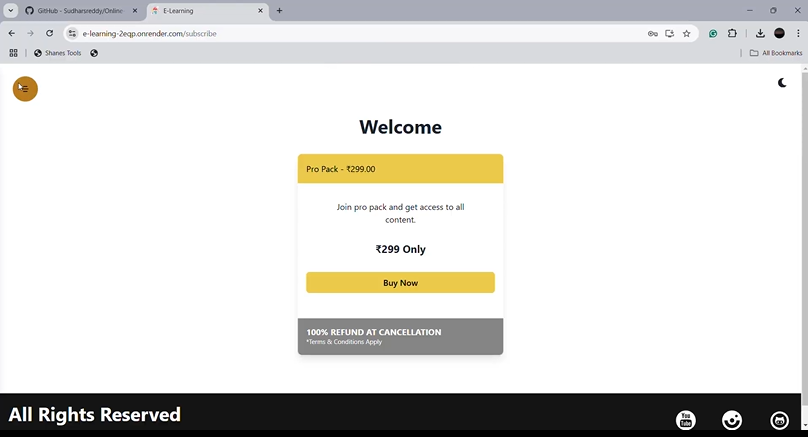 GitHub - Sudharsreddy/Online
E-Learning
e-learning-2eqp.onrender.com/subscribe
Shanes Tools
All Bookmarks
Welcome
Pro Pack - ₹299.00
Join pro pack and get access to all
content.
₹299 Only
Buy Now
100% REFUND AT CANCELLATION
*Terms & Conditions Apply
All Rights Reserved
You
Tube